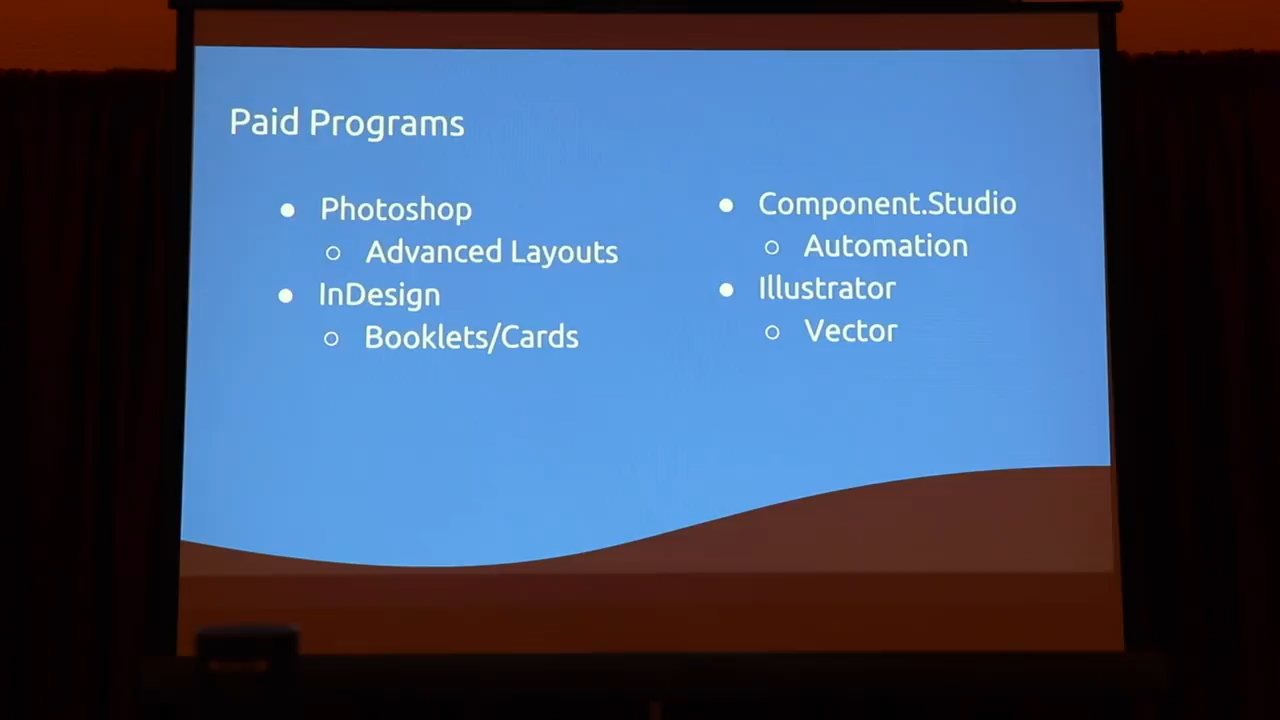 Paid Programs
● Photoshop
○ Advanced Layouts
● InDesign
○ Booklets/Cards
● Component.Studio
○ Automation
● Illustrator
○ Vector